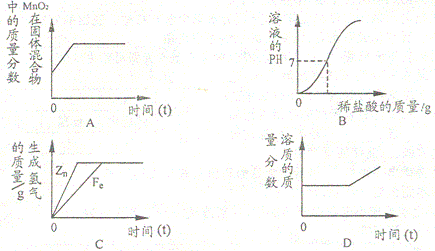 MnO₂在固体混合物中的质量分数
0
时间(t)
A
溶液的PH
7
0
稀盐酸的质量/g
B
生成氢气的质量/g
Zn
Fe
0
时间(t)
C
溶质的质量分数
0
时间(t)
D